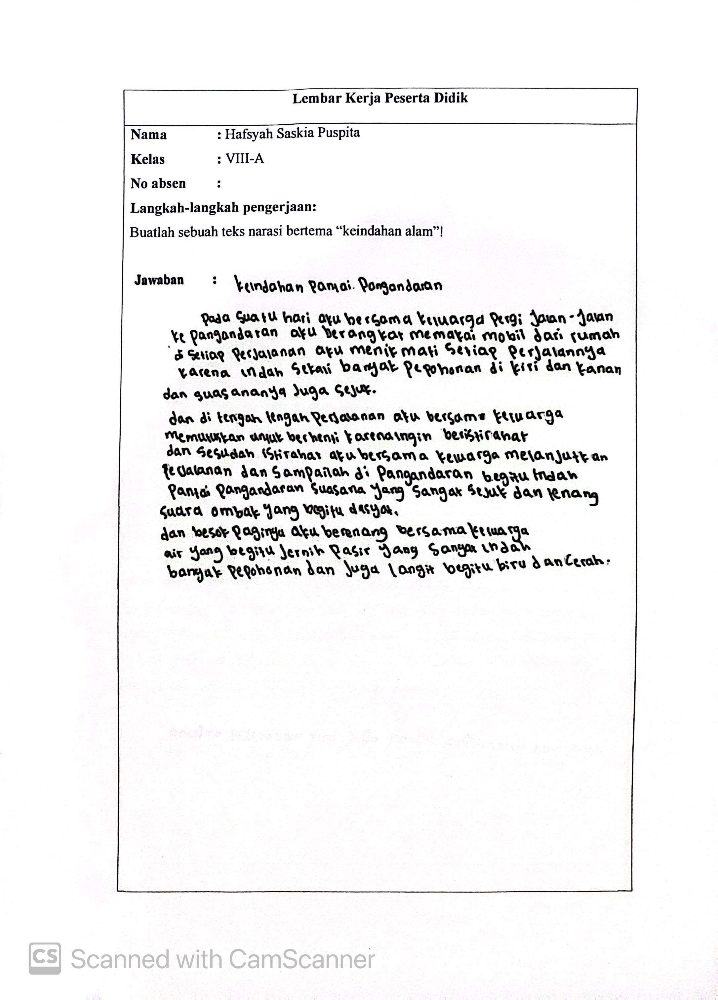 Lembar Kerja Peserta Didik
Nama : Hafsyah Saskia Puspita
Kelas : VIII-A
No absen :
Langkah-langkah pengerjaan:
Buatlah sebuah teks narasi bertema “keindahan alam”!
Jawaban : keindahan Pantai. Pangandaran
Pada suatu hari aku bersama keluarga pergi Jalan-Jalan
ke pangandaran aku berangkat memakai mobil dari rumah
di setiap Perjalanan aku menikmati setiap perjalannya
karena indah sekali banyak pepohonan di kiri dan kanan
dan suasananya Juga sejuk.
dan di tengah tengah perjalanan aku bersama keluarga
memutuskan untuk berhenti karena ingin beristirahat
dan sesudah istirahat aku bersama keluarga melanjutkan
perjalanan dan sampailah di Pangandaran begitu indah
Pantai pangandaran suasana yang sangat sejuk dan tenang
suara ombak yang begitu dasyat.
dan besok paginya aku berenang bersama keluarga
air yang begitu Jernih pasir yang sangat indah
banyak pepohonan dan Juga langit begitu biru dan Cerah.
CS Scanned with CamScanner